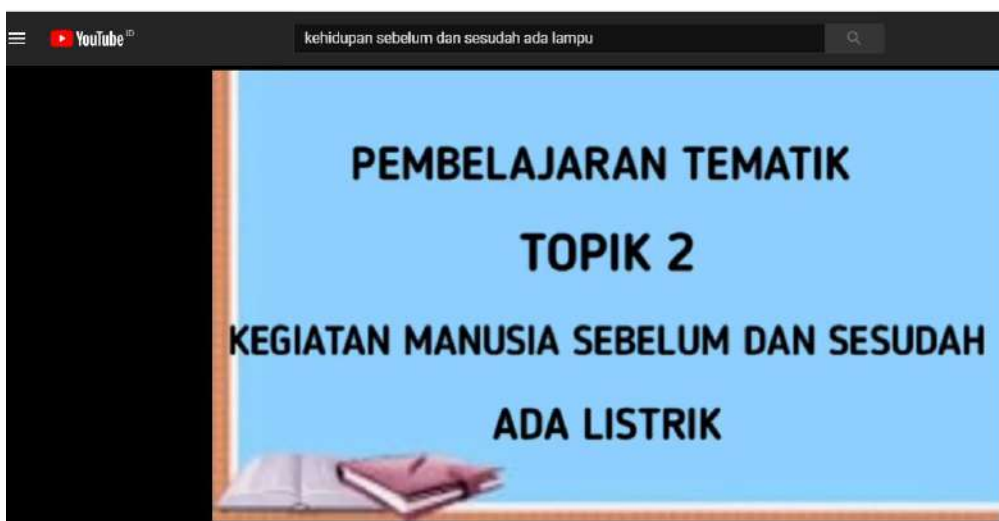 YouTube ID
kehidupan sebelum dan sesudah ada lampu
PEMBELAJARAN TEMATIK
TOPIK 2
KEGIATAN MANUSIA SEBELUM DAN SESUDAH
ADA LISTRIK